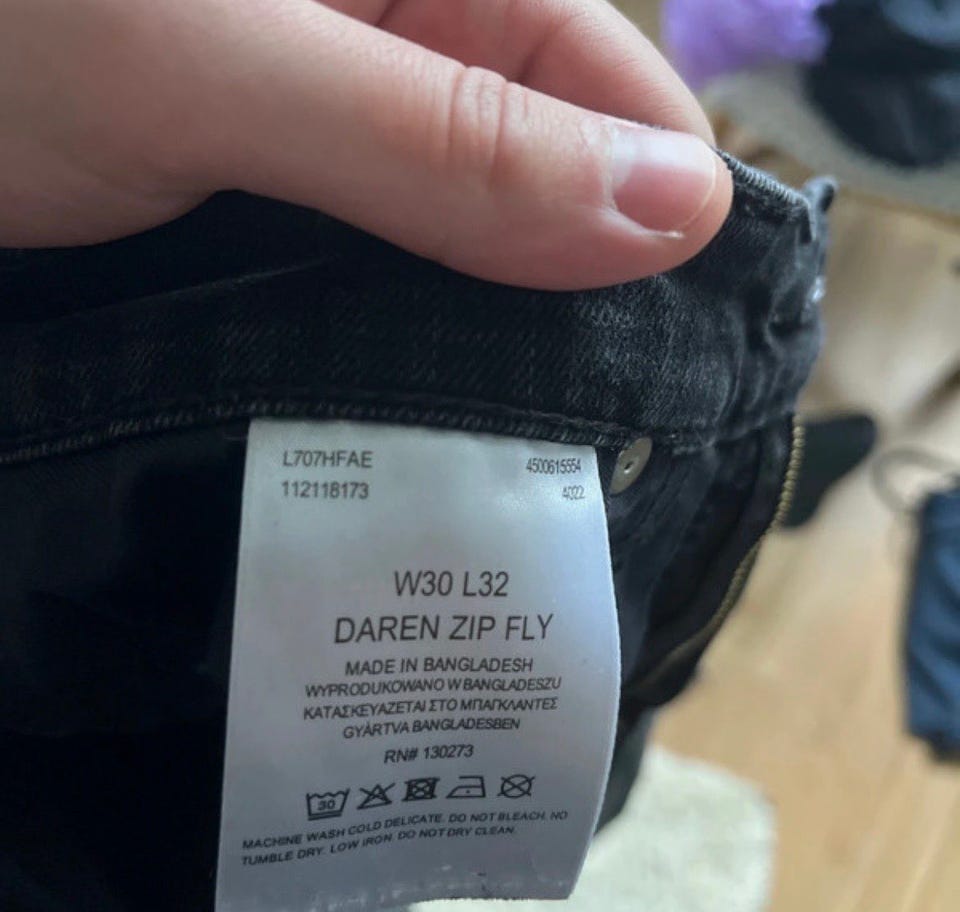 L707HFAE 4500615554
112118173 4022
W30 L32
DAREN ZIP FLY
MADE IN BANGLADESH
WYPRODUKOWANO W BANGLADESZU
ΚΑΤΑΣΚΕΥΑΖΕΤΑΙ ΣΤΟ ΜΠΑΓΚΛΑΝΤΕΣ
GYÀRTVA BANGLADESBEN
RN# 130273
30
MACHINE WASH COLD DELICATE. DO NOT BLEACH. NO
TUMBLE DRY. LOW IRON. DO NOT DRY CLEAN.